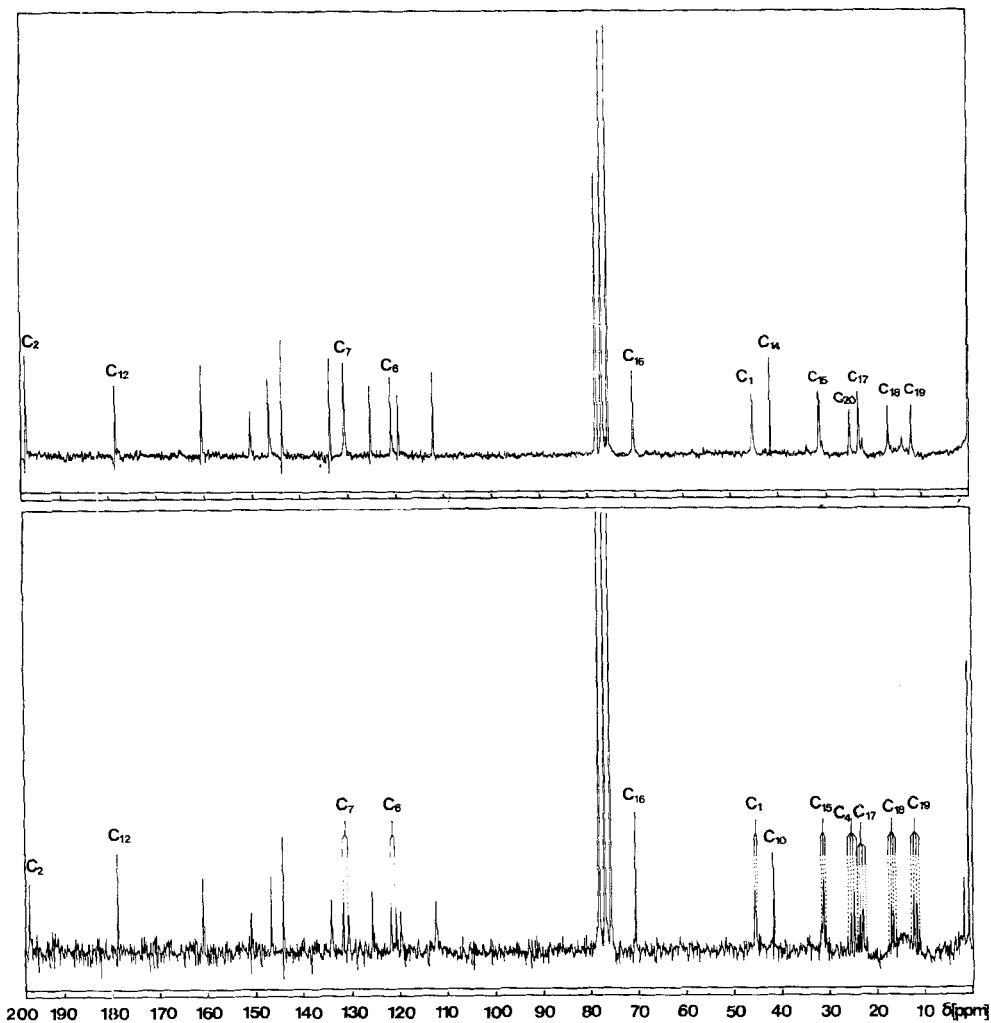 C₂
C₁₂
C₇
C₆
C₁₆
C₁
C₁₄
C₁₅
C₂₀
C₁₇
C₁₈
C₁₉
C₂
C₁₂
C₇
C₆
C₁₆
C₁
C₁₀
C₁₅
C₄
C₁₇
C₁₈
C₁₉
200 190 180 170 160 150 140 130 120 110 100 90 80 70 60 50 40 30 20 10 δ[ppm]